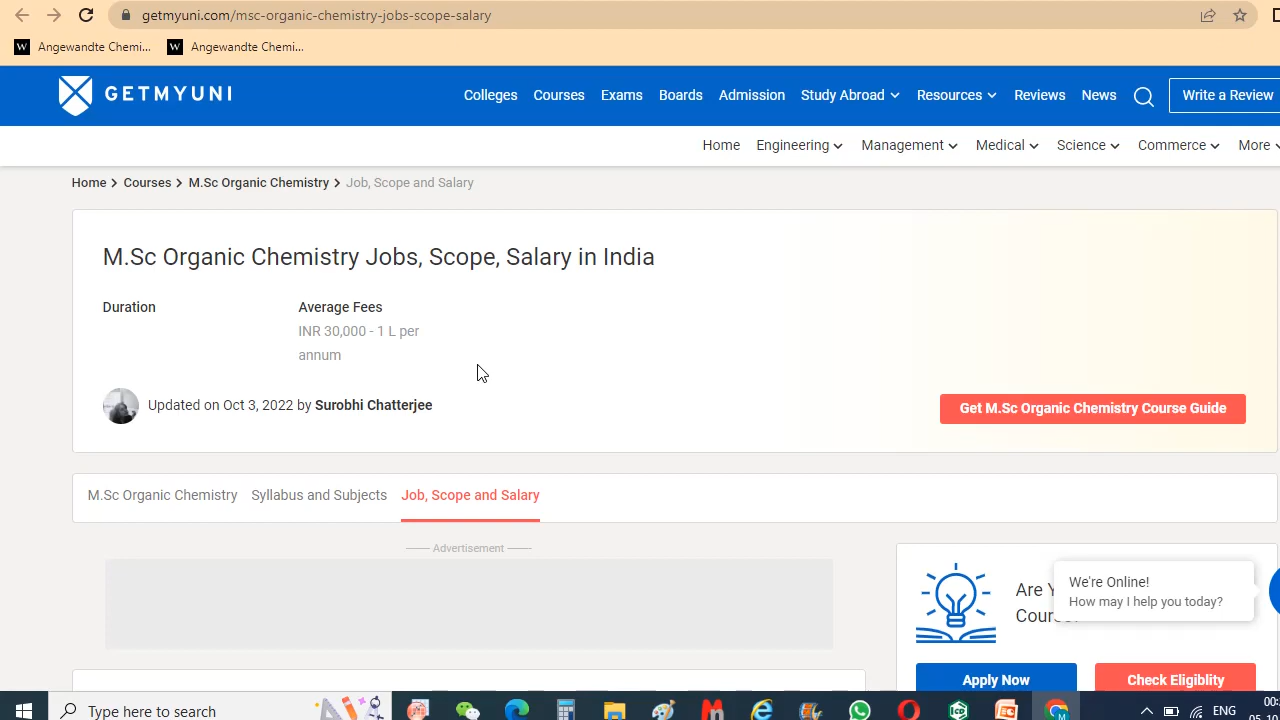 getmyuni.com/msc-organic-chemistry-jobs-scope-salary
W Angewandte Chemi... W Angewandte Chemi...
GETMYUNI Colleges Courses Exams Boards Admission Study Abroad Resources Reviews News Write a Review
Home Engineering Management Medical Science Commerce More
Home Courses M.Sc Organic Chemistry Job, Scope and Salary
M.Sc Organic Chemistry Jobs, Scope, Salary in India
Duration Average Fees
INR 30,000 - 1 L per
annum
Updated on Oct 3, 2022 by Surobhi Chatterjee
Get M.Sc Organic Chemistry Course Guide
M.Sc Organic Chemistry Syllabus and Subjects Job, Scope and Salary
Advertisement
We're Online!
How may I help you today?
Are
Apply Now Check Eligiblity
Type here to search
ENG